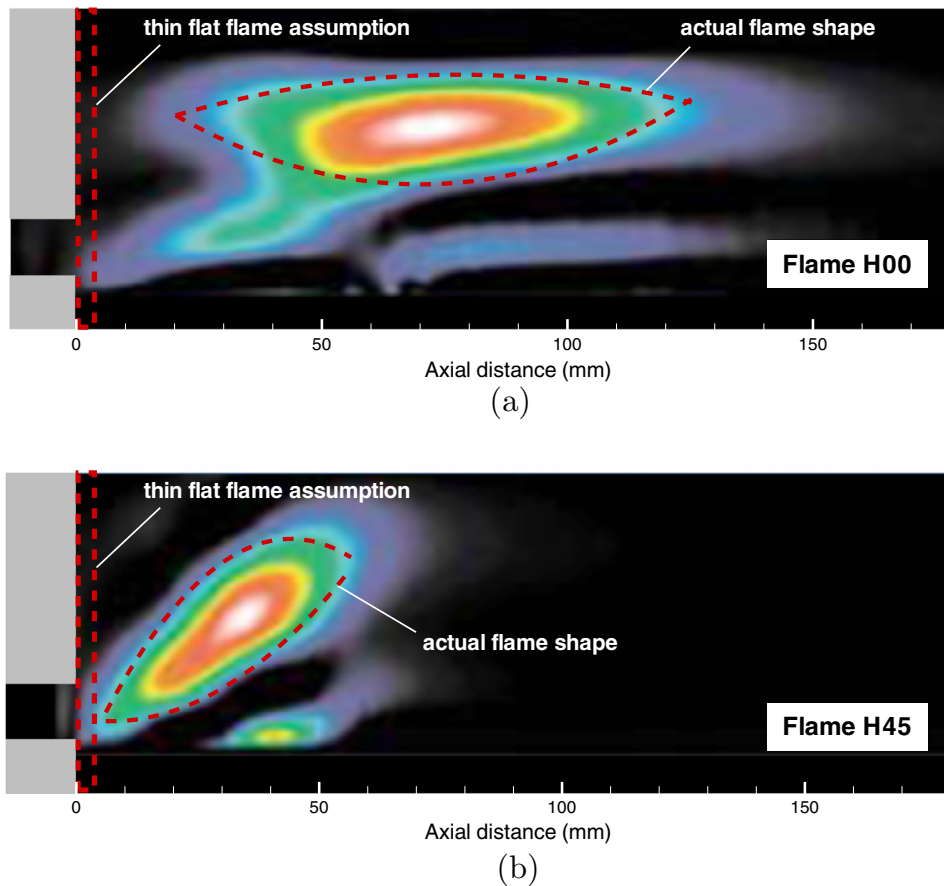 thin flat flame assumption
actual flame shape
Flame H00
0 50 100 150
Axial distance (mm)
(a)
thin flat flame assumption
actual flame shape
Flame H45
0 50 100 150
Axial distance (mm)
(b)